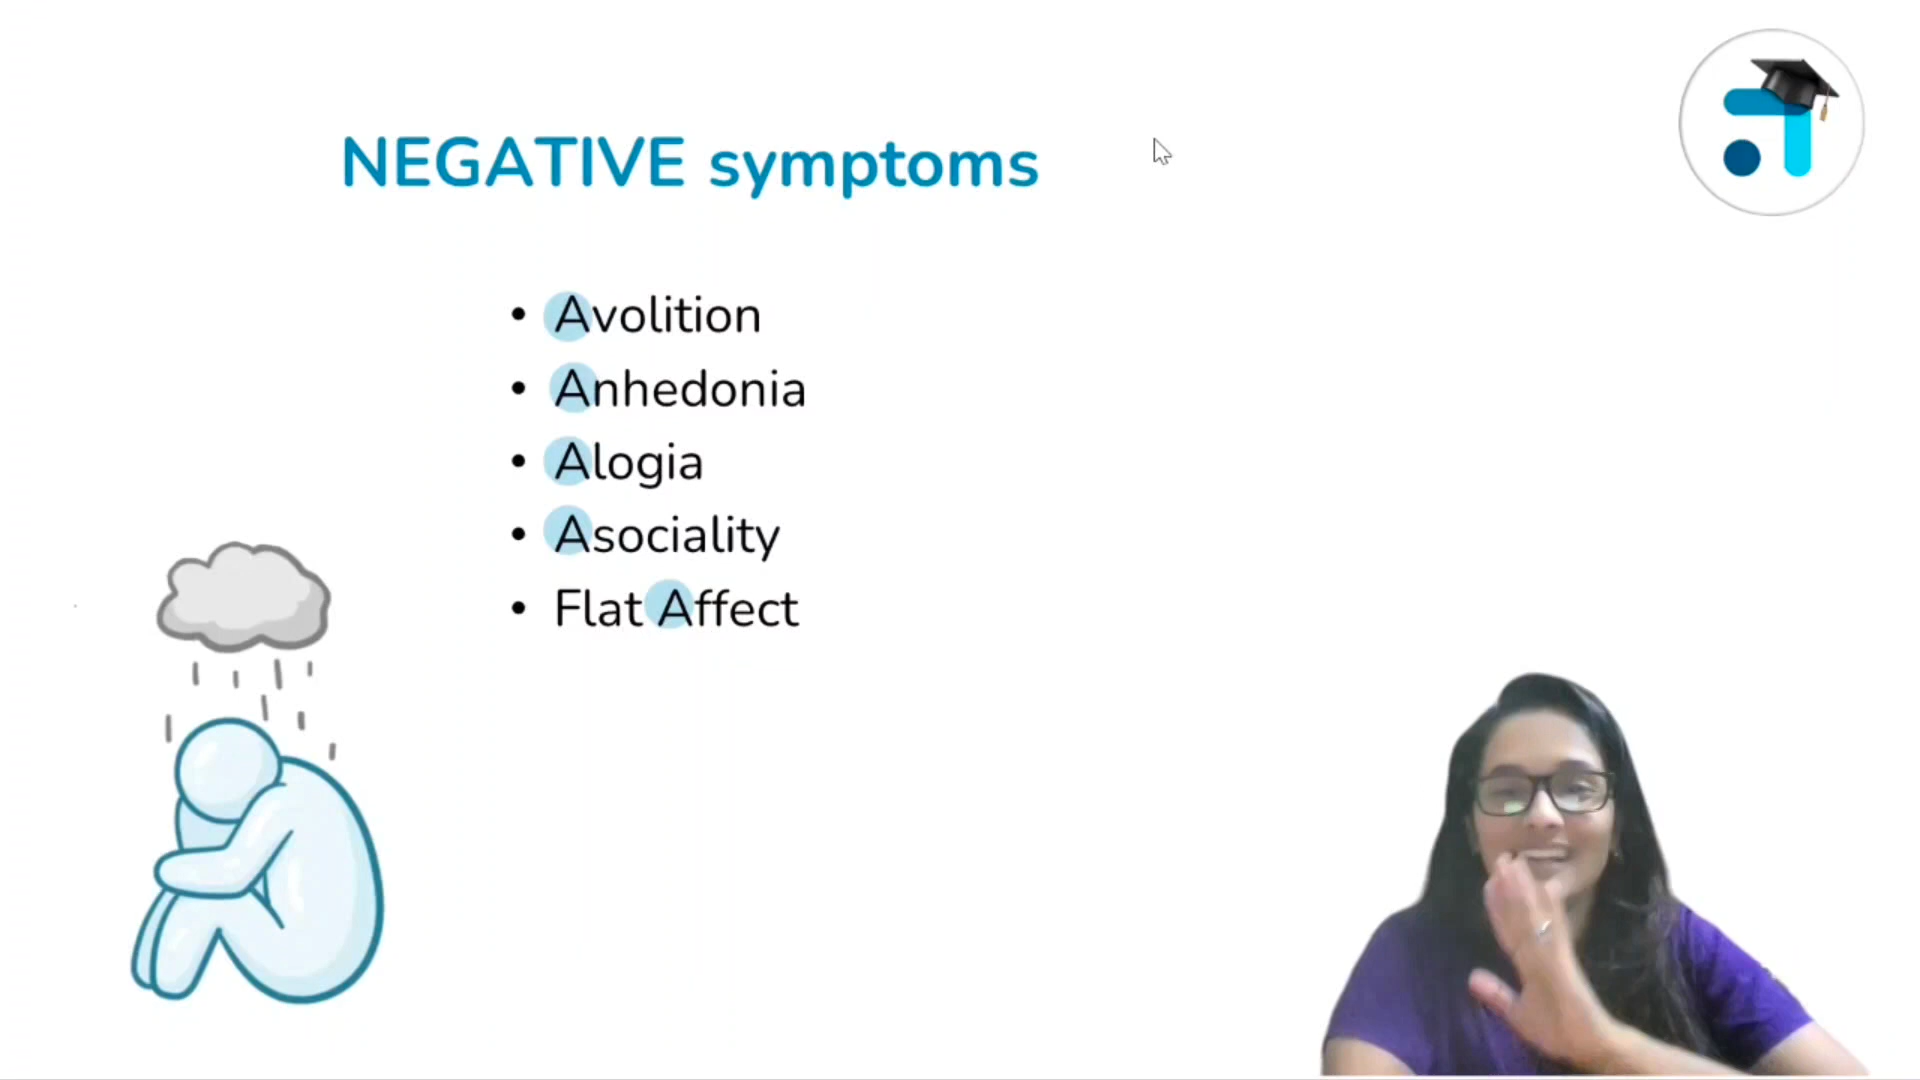 NEGATIVE symptoms
• Avolition
• Anhedonia
• Alogia
• Asociality
• Flat Affect